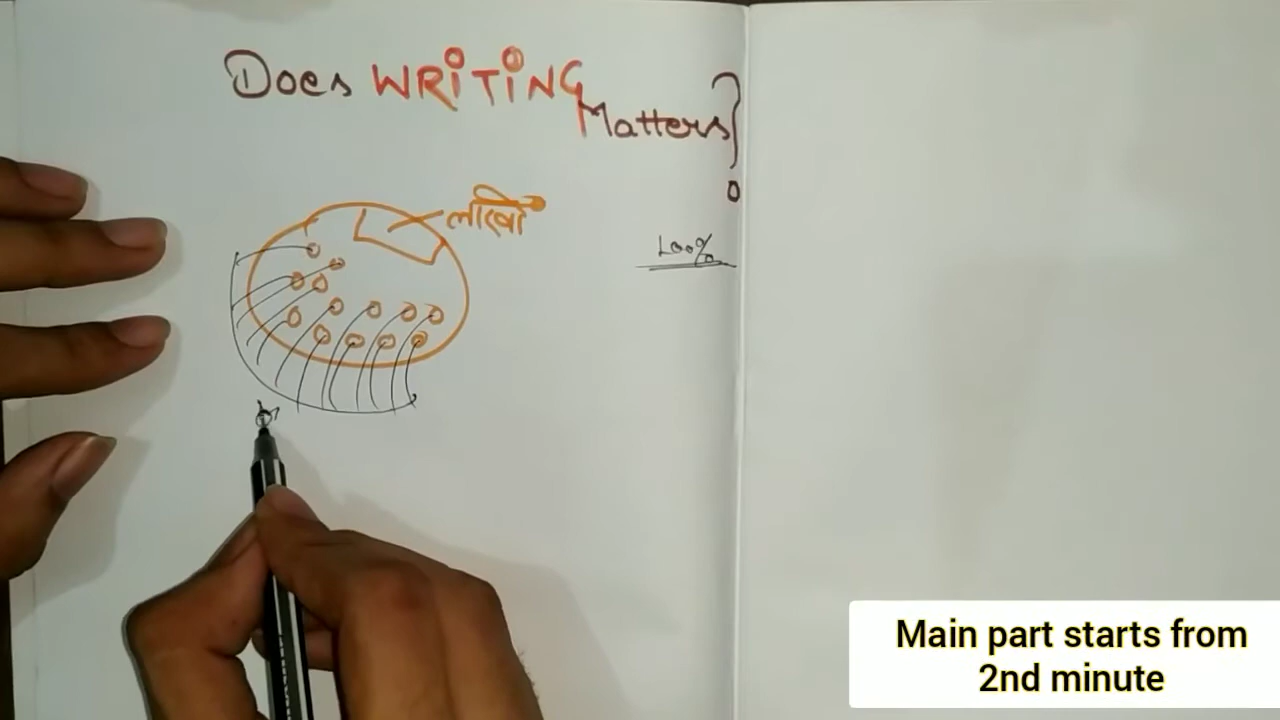 Does WRiTiNG
Matters?
लाखों
100%
Main part starts from
2nd minute